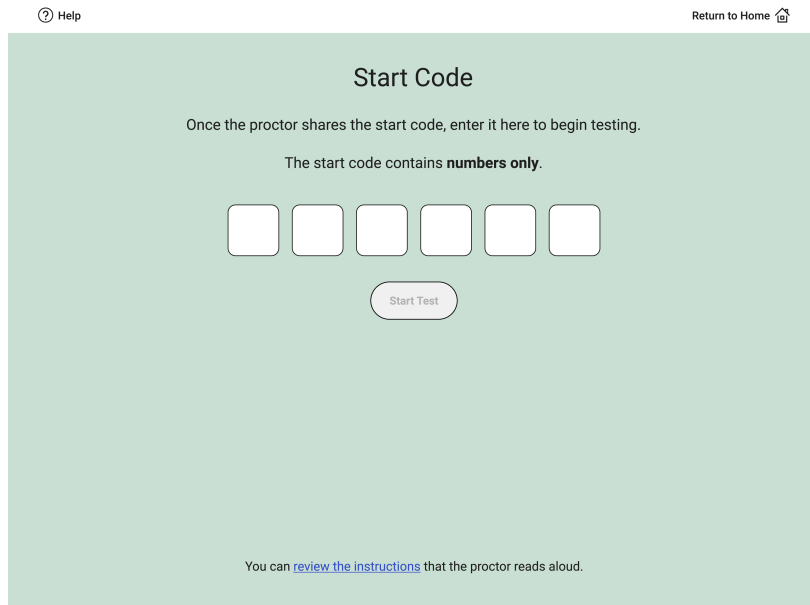 Help
Return to Home
Start Code
Once the proctor shares the start code, enter it here to begin testing.
The start code contains numbers only.
Start Test
You can review the instructions that the proctor reads aloud.